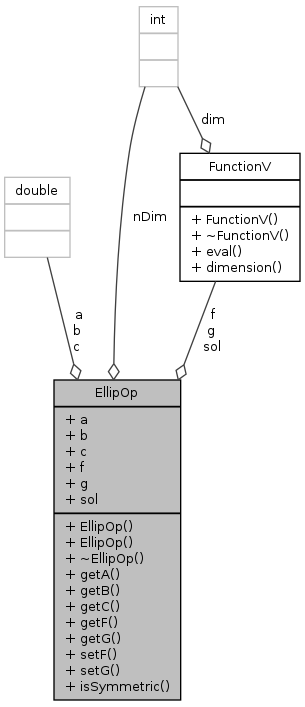 int
dim
FunctionV
+ FunctionV()
+ ~FunctionV()
+ eval()
+ dimension()
double
nDim
a
b
c
f
g
sol
EllipOp
+ a
+ b
+ c
+ f
+ g
+ sol
+ EllipOp()
+ EllipOp()
+ ~EllipOp()
+ getA()
+ getB()
+ getC()
+ getF()
+ getG()
+ setF()
+ setG()
+ isSymmetric()